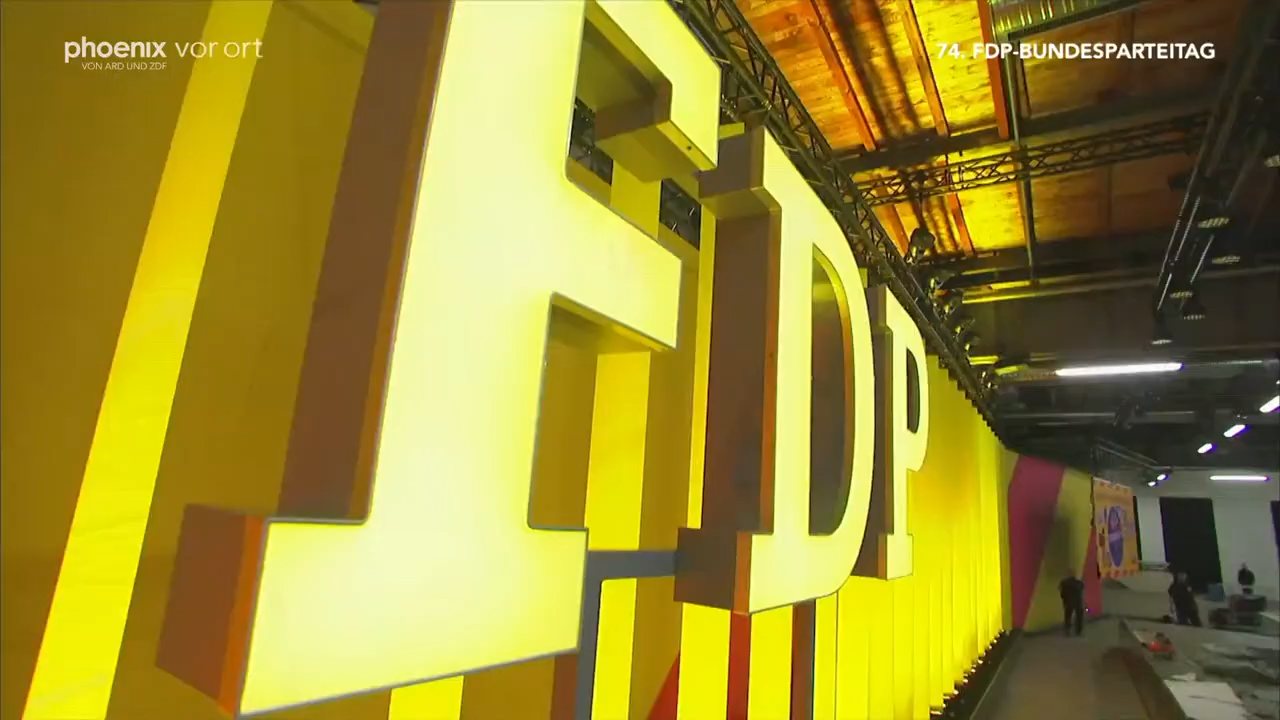 phoenix vor ort
VON ARD UND ZDF
74. FDP-BUNDESPARTEITAG
FDP